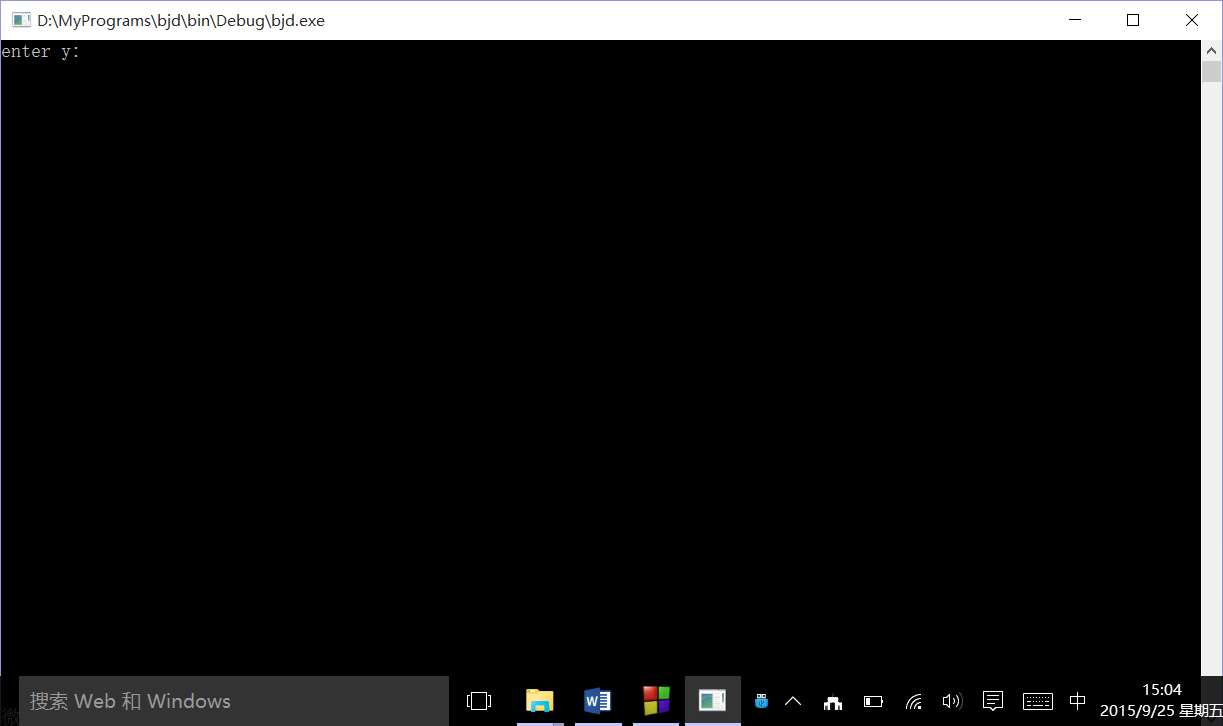 D:\MyPrograms\bjd\bin\Debug\bjd.exe
enter y:
搜索 Web 和 Windows
中
15:04
2015/9/25 星期五